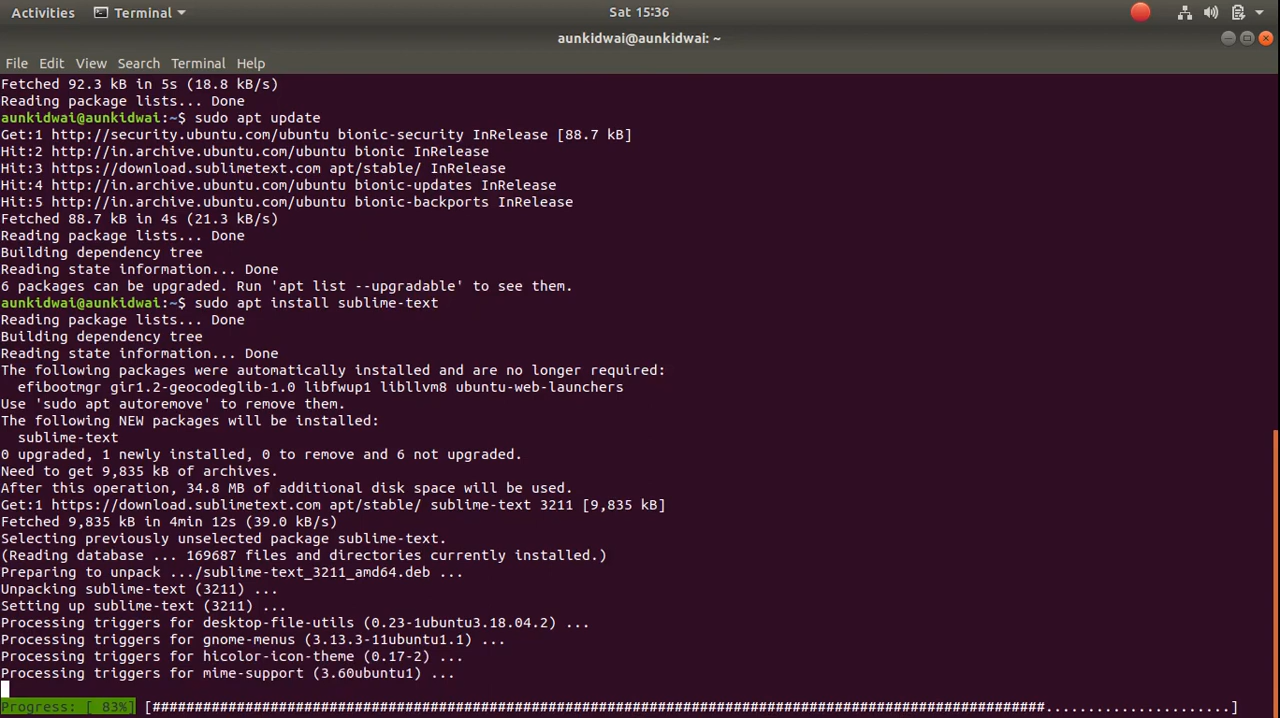 Activities Terminal Sat 15:36
aunkidwai@aunkidwai: ~
File Edit View Search Terminal Help
Fetched 92.3 kB in 5s (18.8 kB/s)
Reading package lists... Done
aunkidwai@aunkidwai:~$ sudo apt update
Get:1 http://security.ubuntu.com/ubuntu bionic-security InRelease [88.7 kB]
Hit:2 http://in.archive.ubuntu.com/ubuntu bionic InRelease
Hit:3 https://download.sublimetext.com apt/stable/ InRelease
Hit:4 http://in.archive.ubuntu.com/ubuntu bionic-updates InRelease
Hit:5 http://in.archive.ubuntu.com/ubuntu bionic-backports InRelease
Fetched 88.7 kB in 4s (21.3 kB/s)
Reading package lists... Done
Building dependency tree
Reading state information... Done
6 packages can be upgraded. Run 'apt list --upgradable' to see them.
aunkidwai@aunkidwai:~$ sudo apt install sublime-text
Reading package lists... Done
Building dependency tree
Reading state information... Done
The following packages were automatically installed and are no longer required:
  efibootmgr gir1.2-geocodeglib-1.0 libfwup1 libllvm8 ubuntu-web-launchers
Use 'sudo apt autoremove' to remove them.
The following NEW packages will be installed:
  sublime-text
0 upgraded, 1 newly installed, 0 to remove and 6 not upgraded.
Need to get 9,835 kB of archives.
After this operation, 34.8 MB of additional disk space will be used.
Get:1 https://download.sublimetext.com apt/stable/ sublime-text 3211 [9,835 kB]
Fetched 9,835 kB in 4min 12s (39.0 kB/s)
Selecting previously unselected package sublime-text.
(Reading database ... 169687 files and directories currently installed.)
Preparing to unpack .../sublime-text_3211_amd64.deb ...
Unpacking sublime-text (3211) ...
Setting up sublime-text (3211) ...
Processing triggers for desktop-file-utils (0.23-1ubuntu3.18.04.2) ...
Processing triggers for gnome-menus (3.13.3-11ubuntu1.1) ...
Processing triggers for hicolor-icon-theme (0.17-2) ...
Processing triggers for mime-support (3.60ubuntu1) ...
Progress: [ 83%] [##########################################################################################################......................]